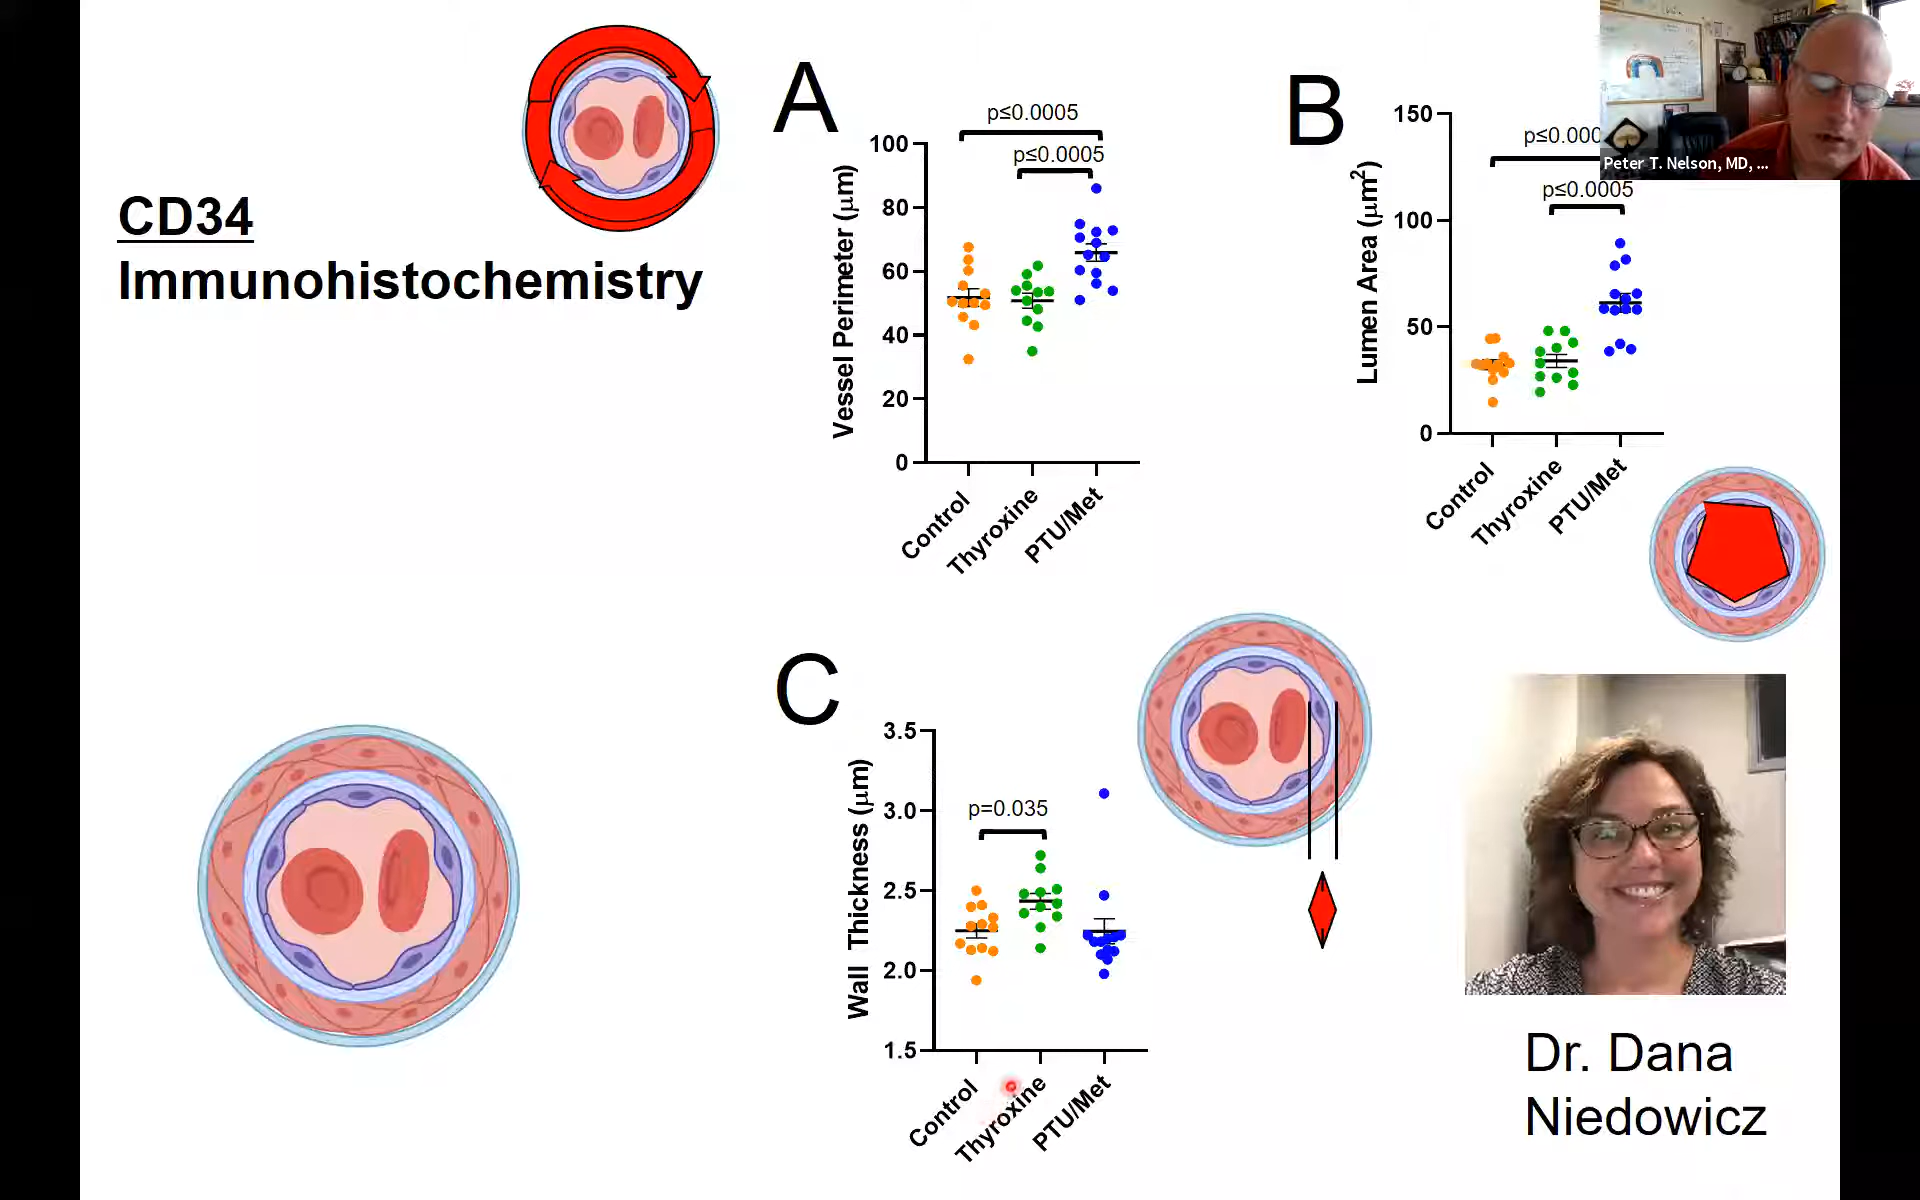 CD34
Immunohistochemistry
A
p≤0.0005
p≤0.0005
Vessel Perimeter (μm)
100
80
60
40
20
0
Control
Thyroxine
PTU/Met
B
p≤0.000
p≤0.0005
Lumen Area (μm²)
150
100
50
0
Control
Thyroxine
PTU/Met
Peter T. Nelson, MD, ...
C
p=0.035
Wall Thickness (μm)
3.5
3.0
2.5
2.0
1.5
Control
Thyroxine
PTU/Met
Dr. Dana
Niedowicz